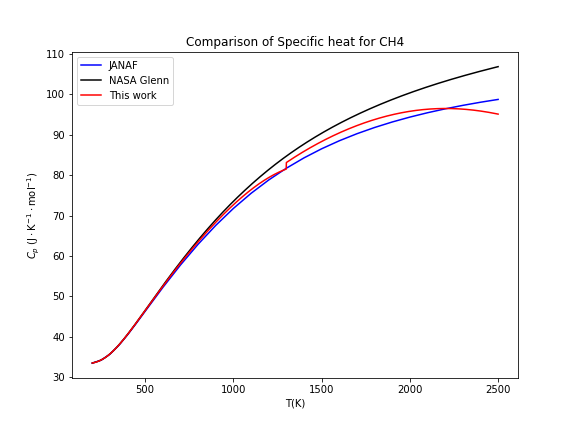 Comparison of Specific heat for CH4
110
100
90
80
70
60
50
40
30
C_p (J · K⁻¹ · mol⁻¹)
JANAF
NASA Glenn
This work
500
1000
1500
2000
2500
T(K)